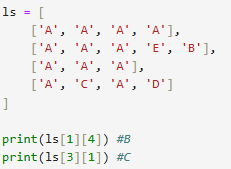 ls = [
    ['A', 'A', 'A', 'A'],
    ['A', 'A', 'A', 'E', 'B'],
    ['A', 'A', 'A'],
    ['A', 'C', 'A', 'D']
]
print(ls[1][4]) #B
print(ls[3][1]) #C